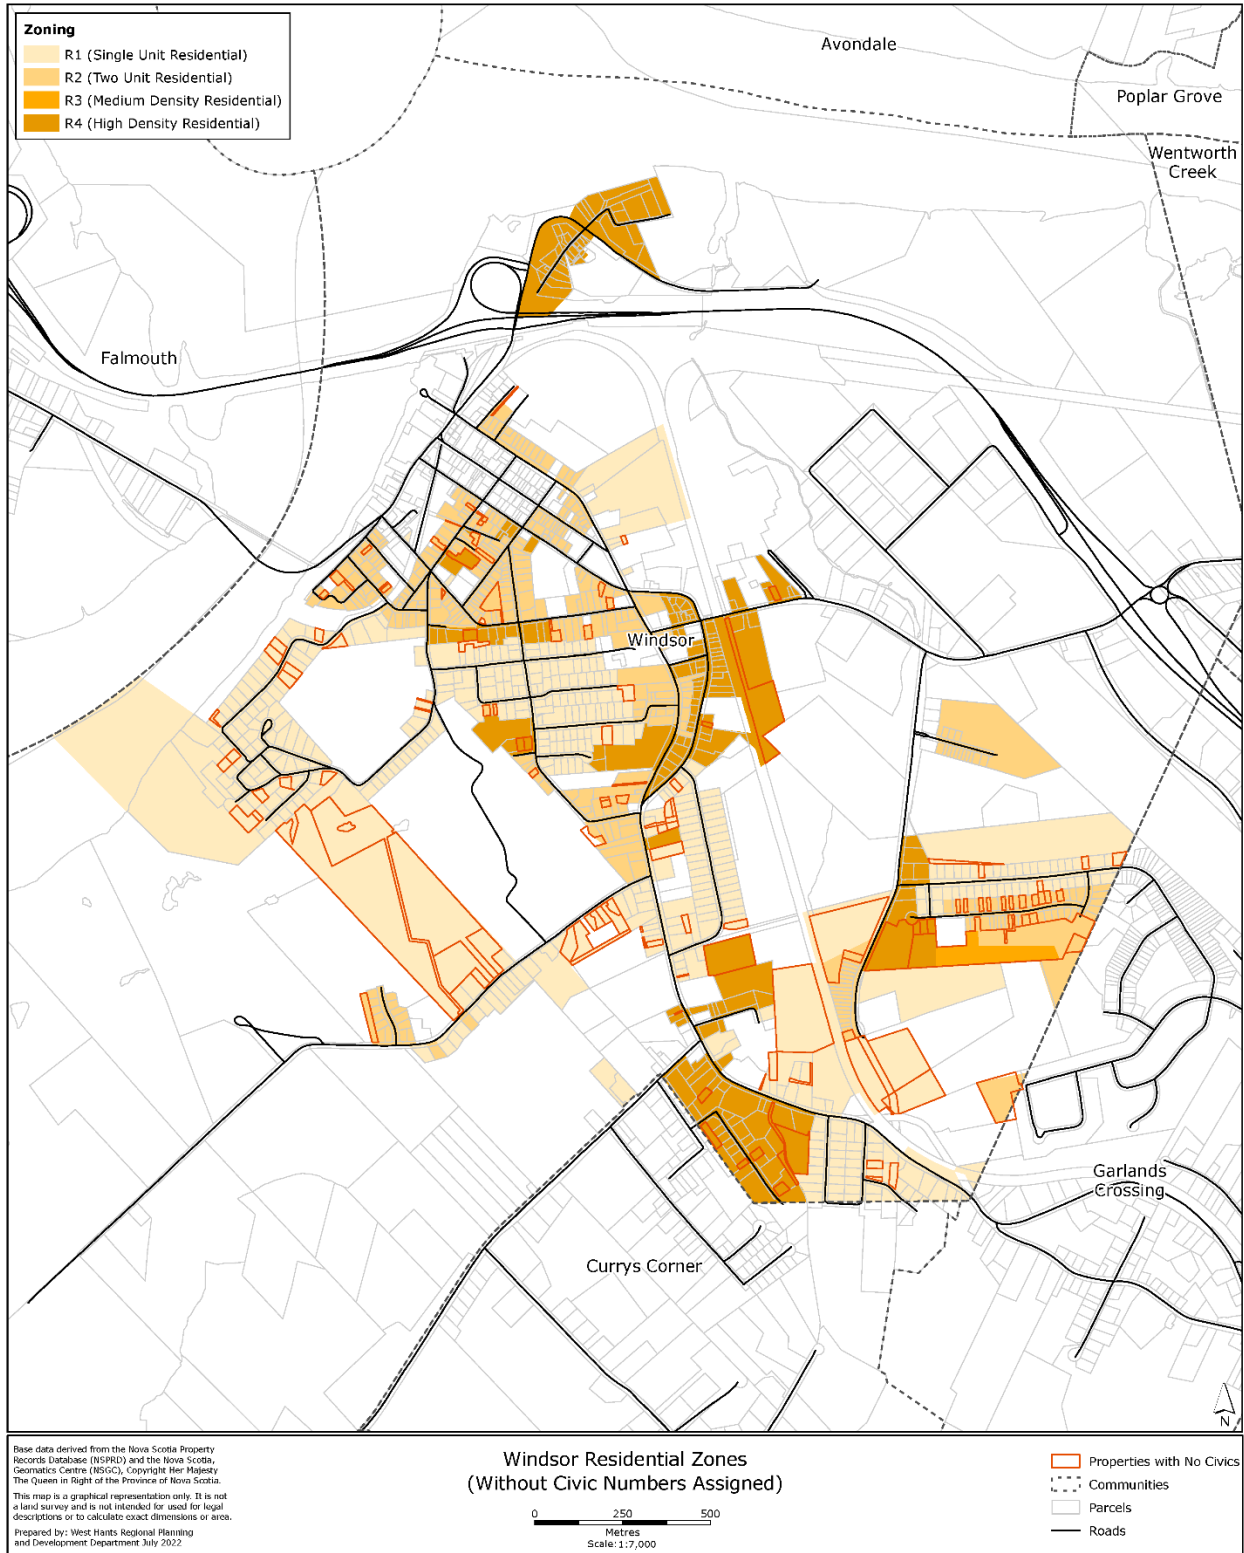 Zoning
R1 (Single Unit Residential)
R2 (Two Unit Residential)
R3 (Medium Density Residential)
R4 (High Density Residential)
Avondale
Poplar Grove
Wentworth
Creek
Falmouth
Windsor
Garlands
Crossing
Currys Corner
N
Base data derived from the Nova Scotia Property
Records Database (NSPRD) and the Nova Scotia,
Geomatics Centre (NSGC), Copyright Her Majesty
The Queen in Right of the Province of Nova Scotia.
This map is a graphical representation only. It is not
a land survey and is not intended for used for legal
descriptions or to calculate exact dimensions or area.
Prepared by: West Hants Regional Planning
and Development Department July 2022
Windsor Residential Zones
(Without Civic Numbers Assigned)
0 250 500
Metres
Scale: 1:7,000
Properties with No Civics
Communities
Parcels
Roads